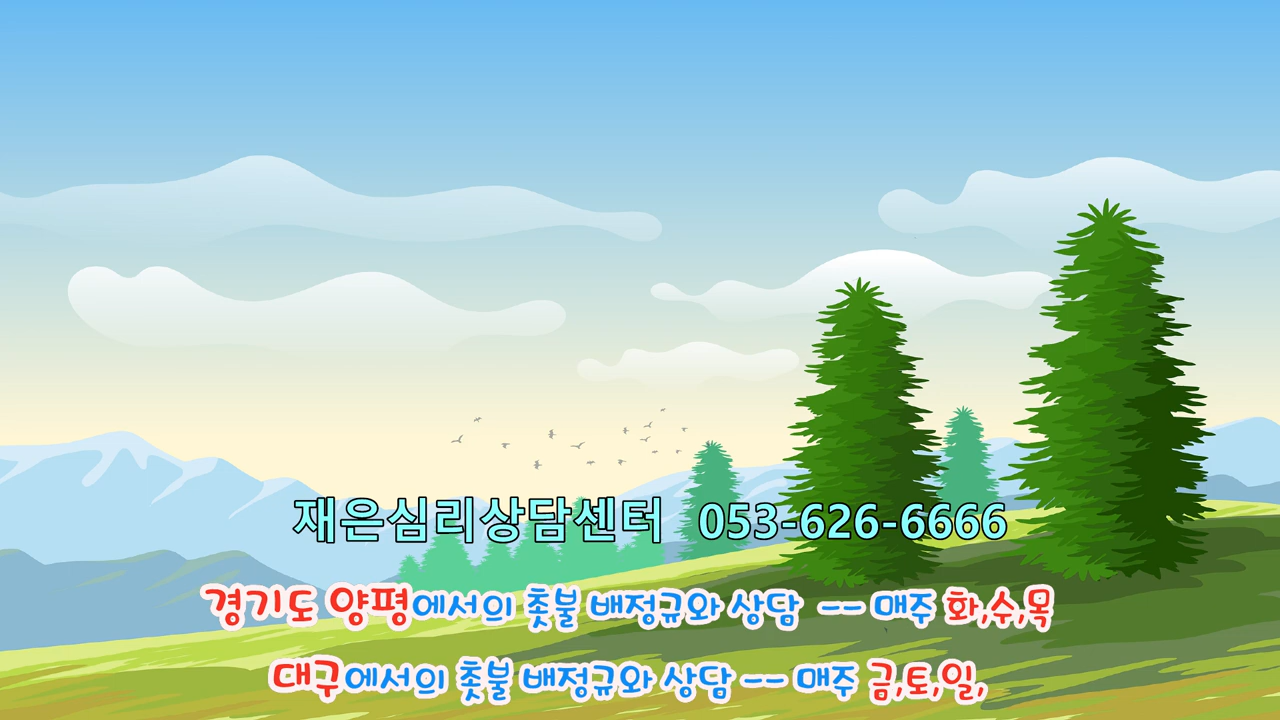 재은심리상담센터 053-626-6666
경기도 양평에서의 촛불 배정규와 상담 -- 매주 화,수,목
대구에서의 촛불 배정규와 상담 -- 매주 금,토,일,